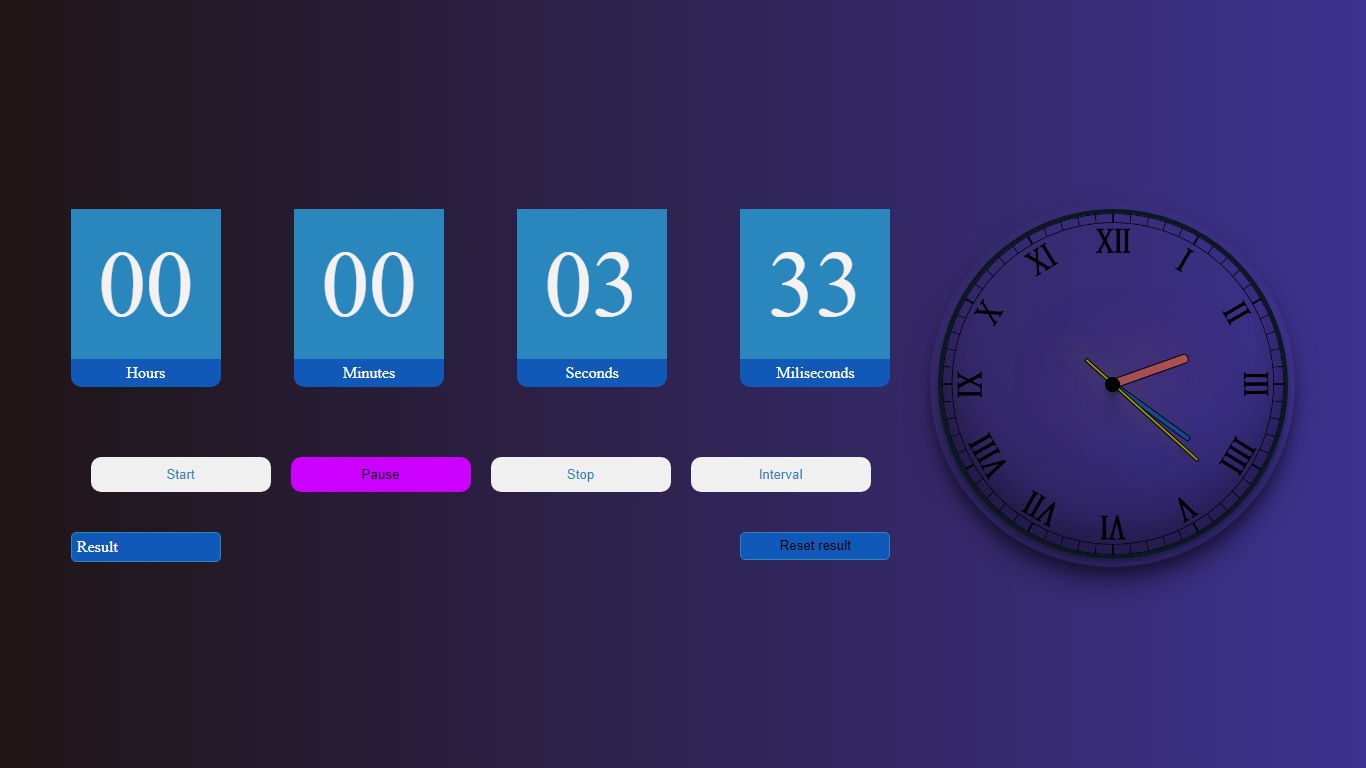 00
00
03
33
Hours
Minutes
Seconds
Miliseconds
Start
Pause
Stop
Interval
Result
Reset result
XII
I
II
III
IIII
V
VI
VII
VIII
IX
X
XI